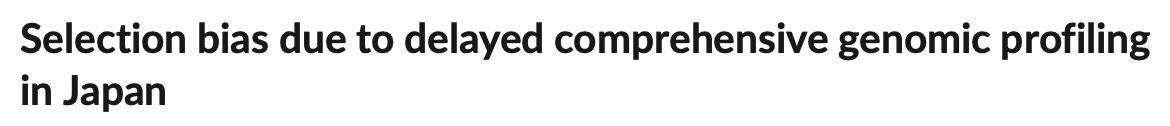 Selection bias due to delayed comprehensive genomic profiling
in Japan